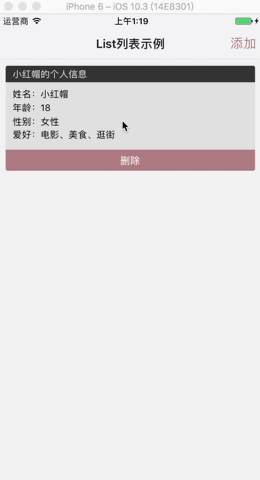 iPhone 6 – iOS 10.3 (14E8301)
运营商 上午1:19
List列表示例 添加
小红帽的个人信息
姓名：小红帽
年龄：18
性别：女性
爱好：电影、美食、逛街
删除